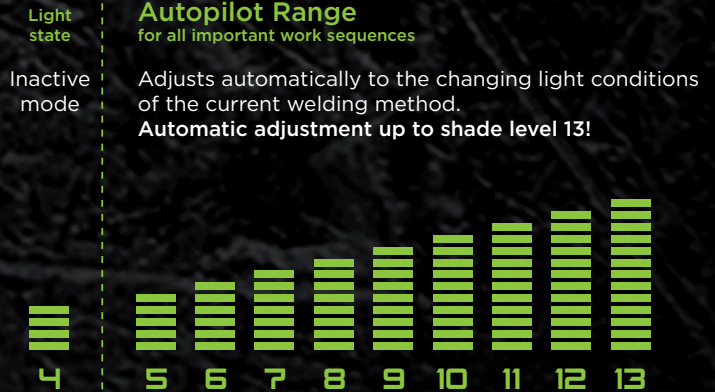 Light
state
Inactive
mode
Autopilot Range
for all important work sequences
Adjusts automatically to the changing light conditions
of the current welding method.
Automatic adjustment up to shade level 13!
4 5 6 7 8 9 10 11 12 13